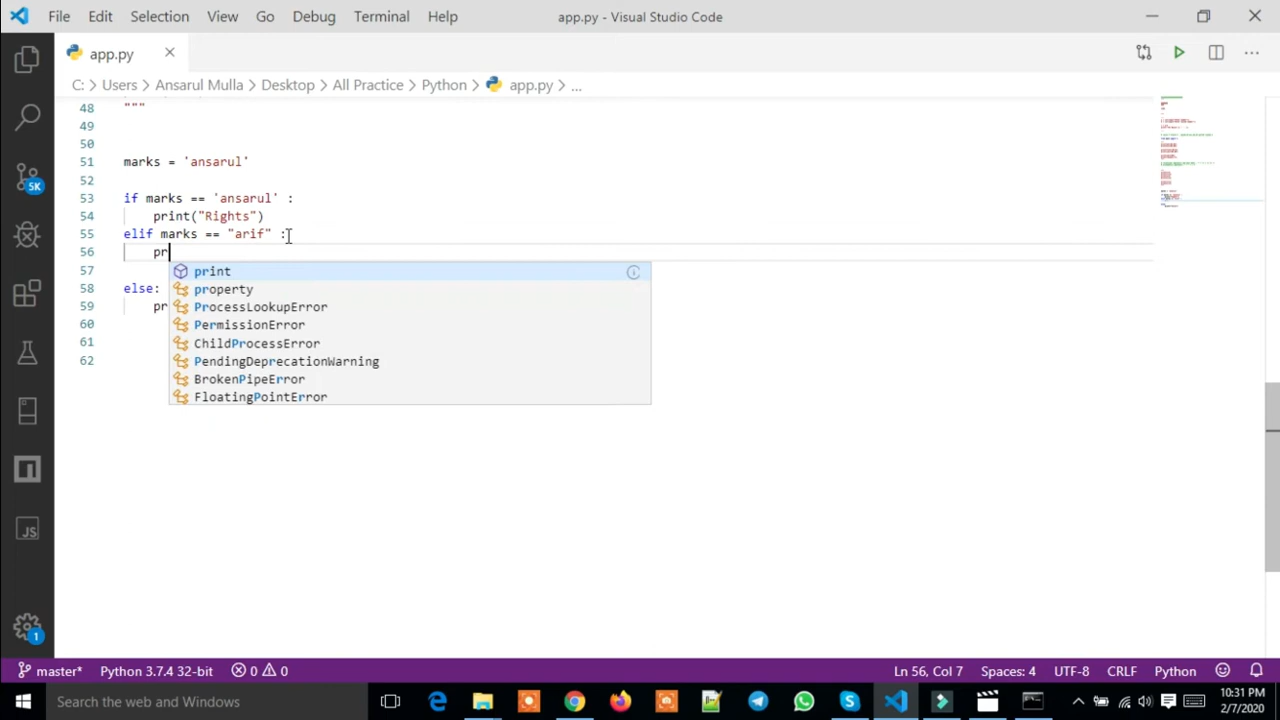 File Edit Selection View Go Debug Terminal Help app.py - Visual Studio Code
app.py
C: > Users > Ansarul Mulla > Desktop > All Practice > Python > app.py > ...
48 """
49
50
51 marks = 'ansarul'
52
53 if marks == 'ansarul' :
54 print("Rights")
55 elif marks == "arif" :
56 pr
print
57
property
58 else:
ProcessLookupError
59 pr
PermissionError
60
ChildProcessError
61
PendingDeprecationWarning
62
BrokenPipeError
FloatingPointError
5K
JS
1
master* Python 3.7.4 32-bit 0 0 Ln 56, Col 7 Spaces: 4 UTF-8 CRLF Python
Search the web and Windows
10:31 PM
2/7/2020